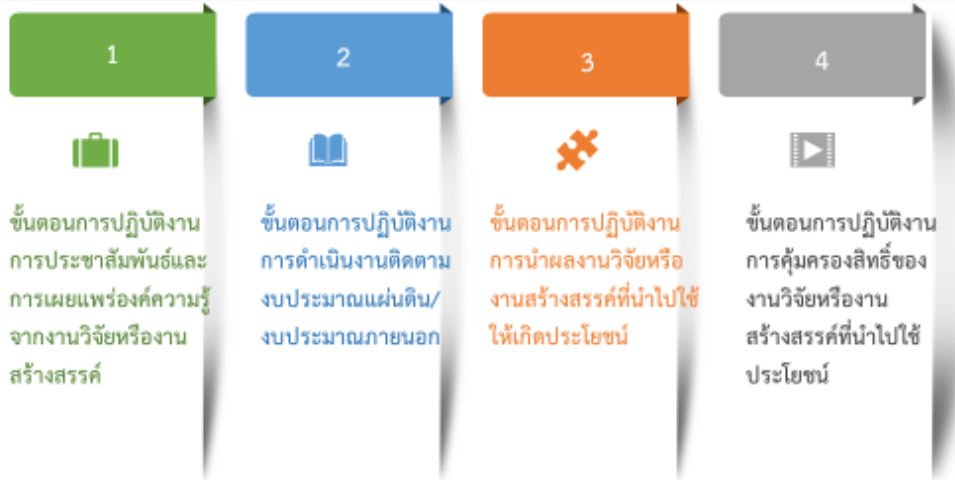 1
ขั้นตอนการปฏิบัติงาน
การประชาสัมพันธ์และ
การเผยแพร่องค์ความรู้
จากงานวิจัยหรืองาน
สร้างสรรค์
2
ขั้นตอนการปฏิบัติงาน
การดำเนินงานติดตาม
งบประมาณแผ่นดิน/
งบประมาณภายนอก
3
ขั้นตอนการปฏิบัติงาน
การนำผลงานวิจัยหรือ
งานสร้างสรรค์ที่นำไปใช้
ให้เกิดประโยชน์
4
ขั้นตอนการปฏิบัติงาน
การคุ้มครองสิทธิ์ของ
งานวิจัยหรืองาน
สร้างสรรค์ที่นำไปใช้
ประโยชน์